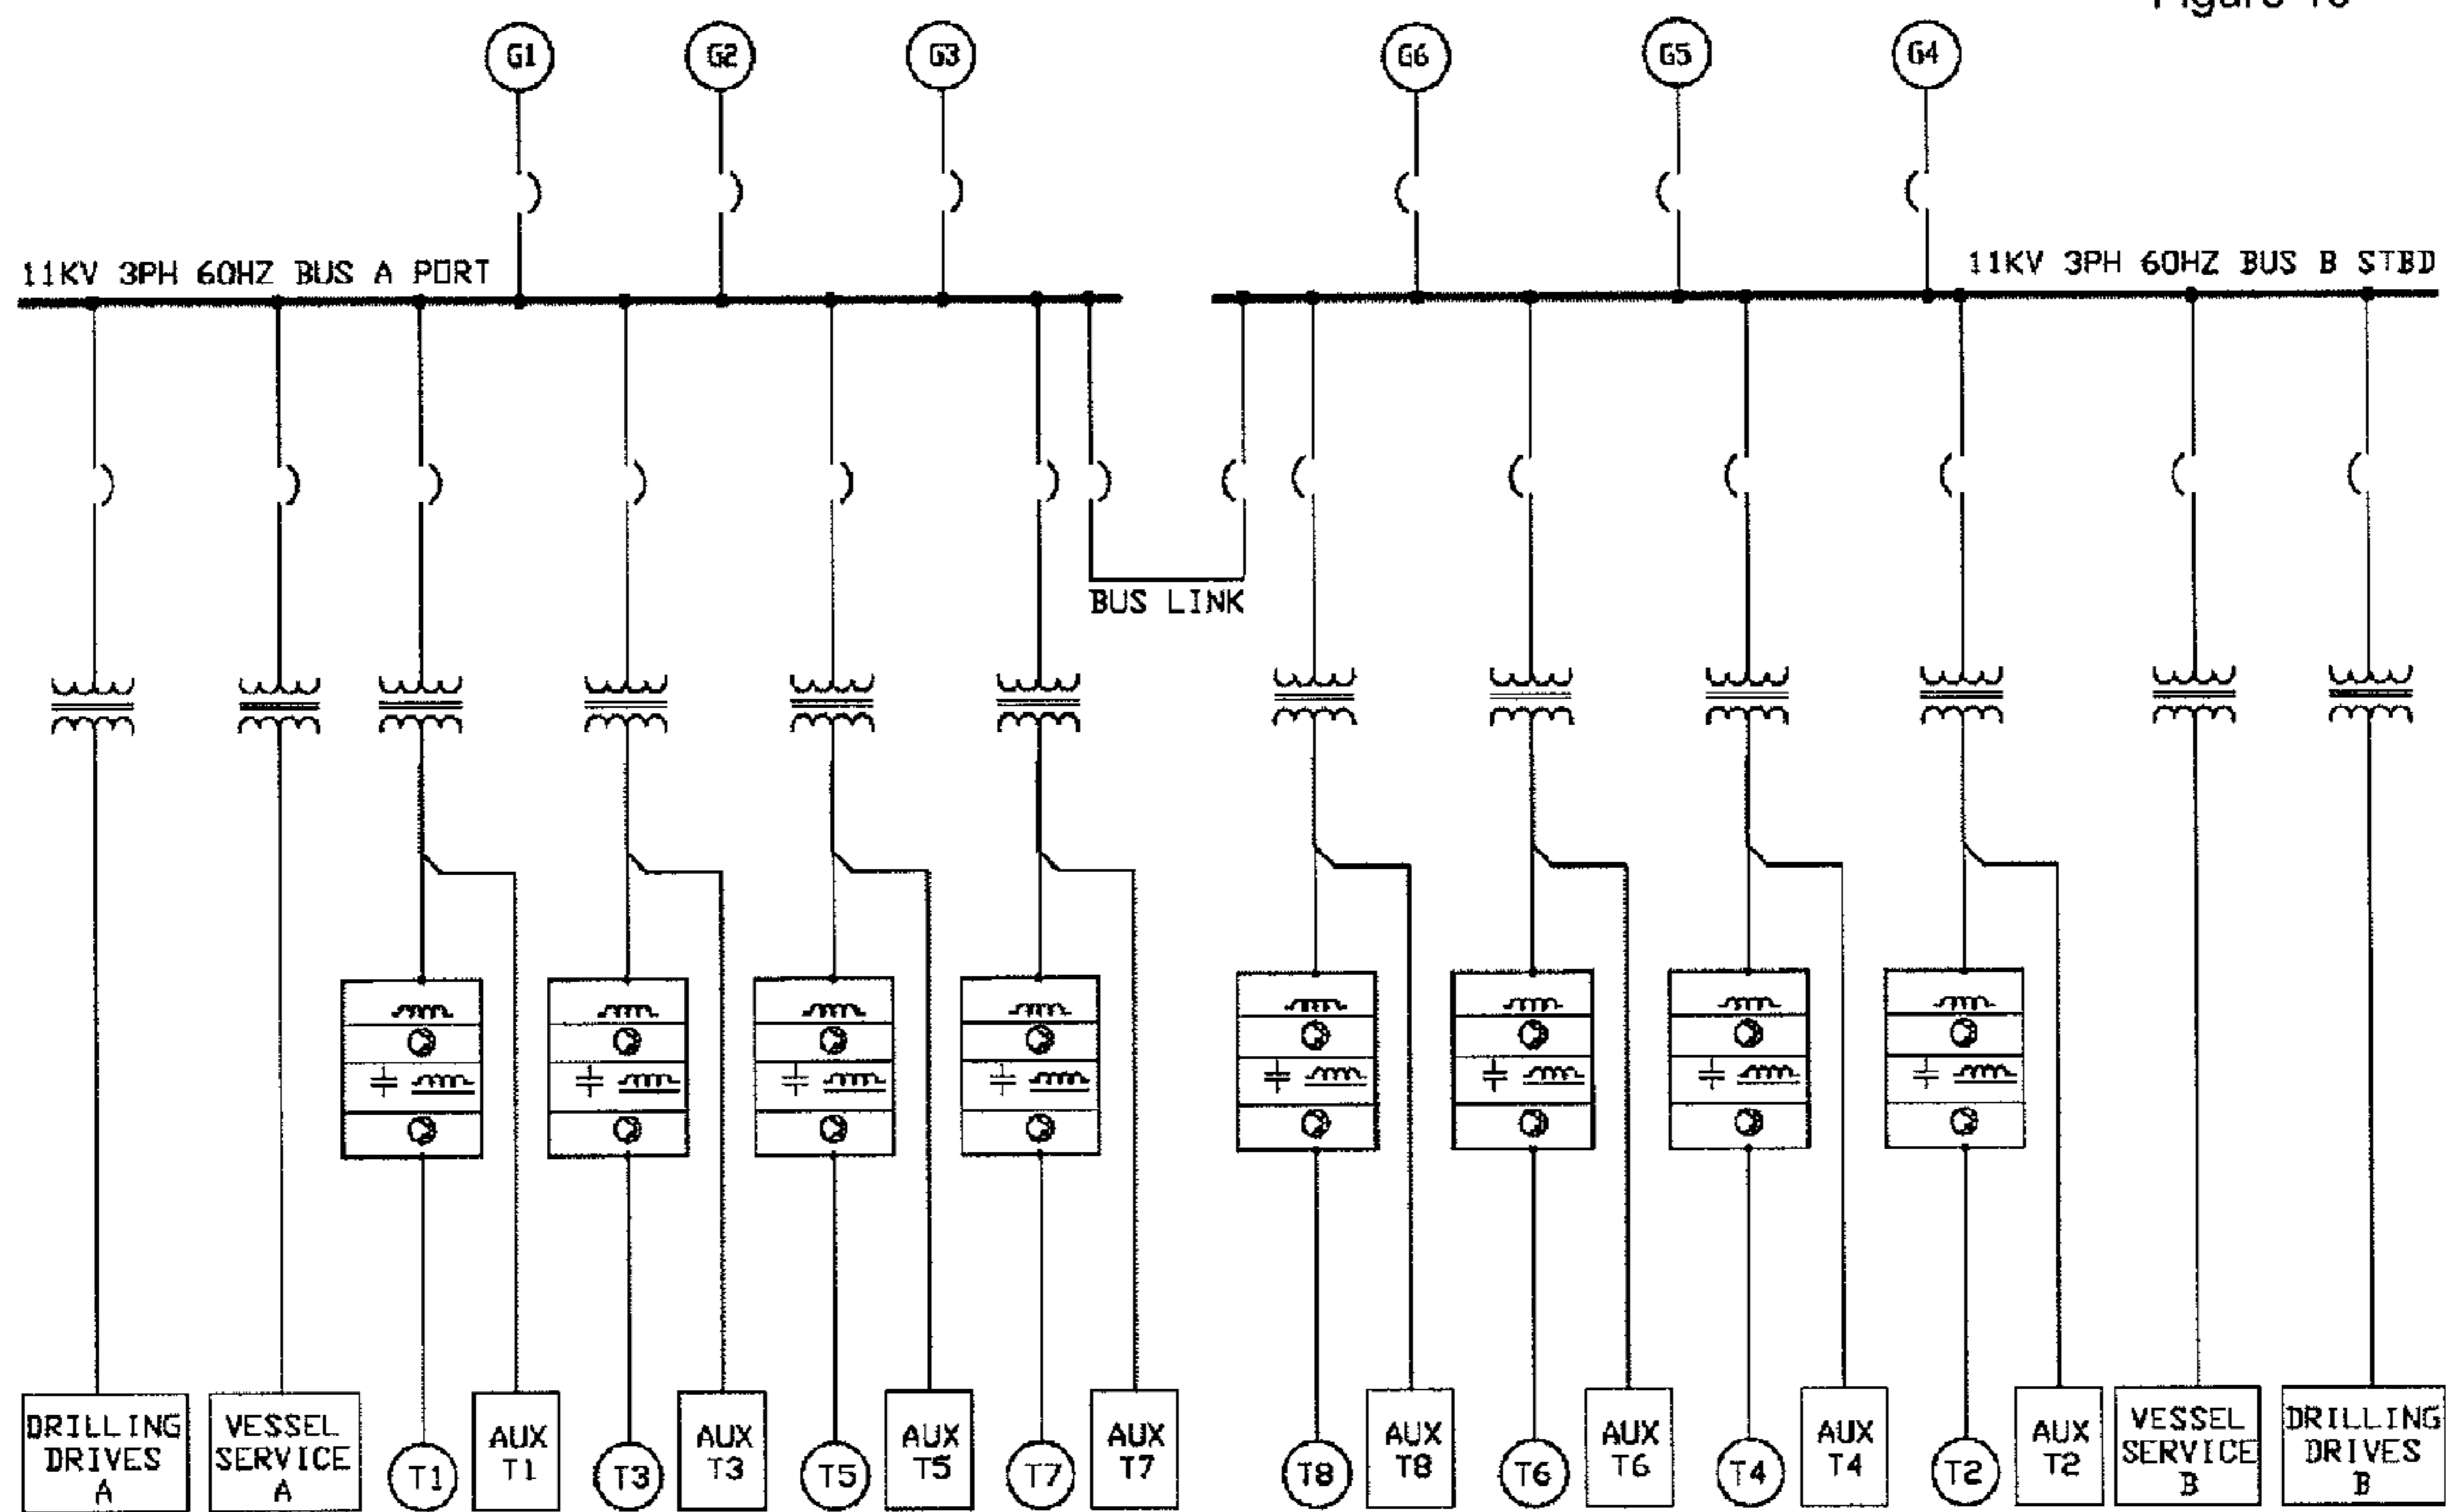 G1
G2
G3
G6
G5
G4
11KV 3PH 60HZ BUS A PORT
11KV 3PH 60HZ BUS B STBD
BUS LINK
DRILLING
DRIVES
A
VESSEL
SERVICE
A
T1
AUX
T1
T3
AUX
T3
T5
AUX
T5
T7
AUX
T7
T8
AUX
T8
T6
AUX
T6
T4
AUX
T4
T2
AUX
T2
VESSEL
SERVICE
B
DRILLING
DRIVES
B